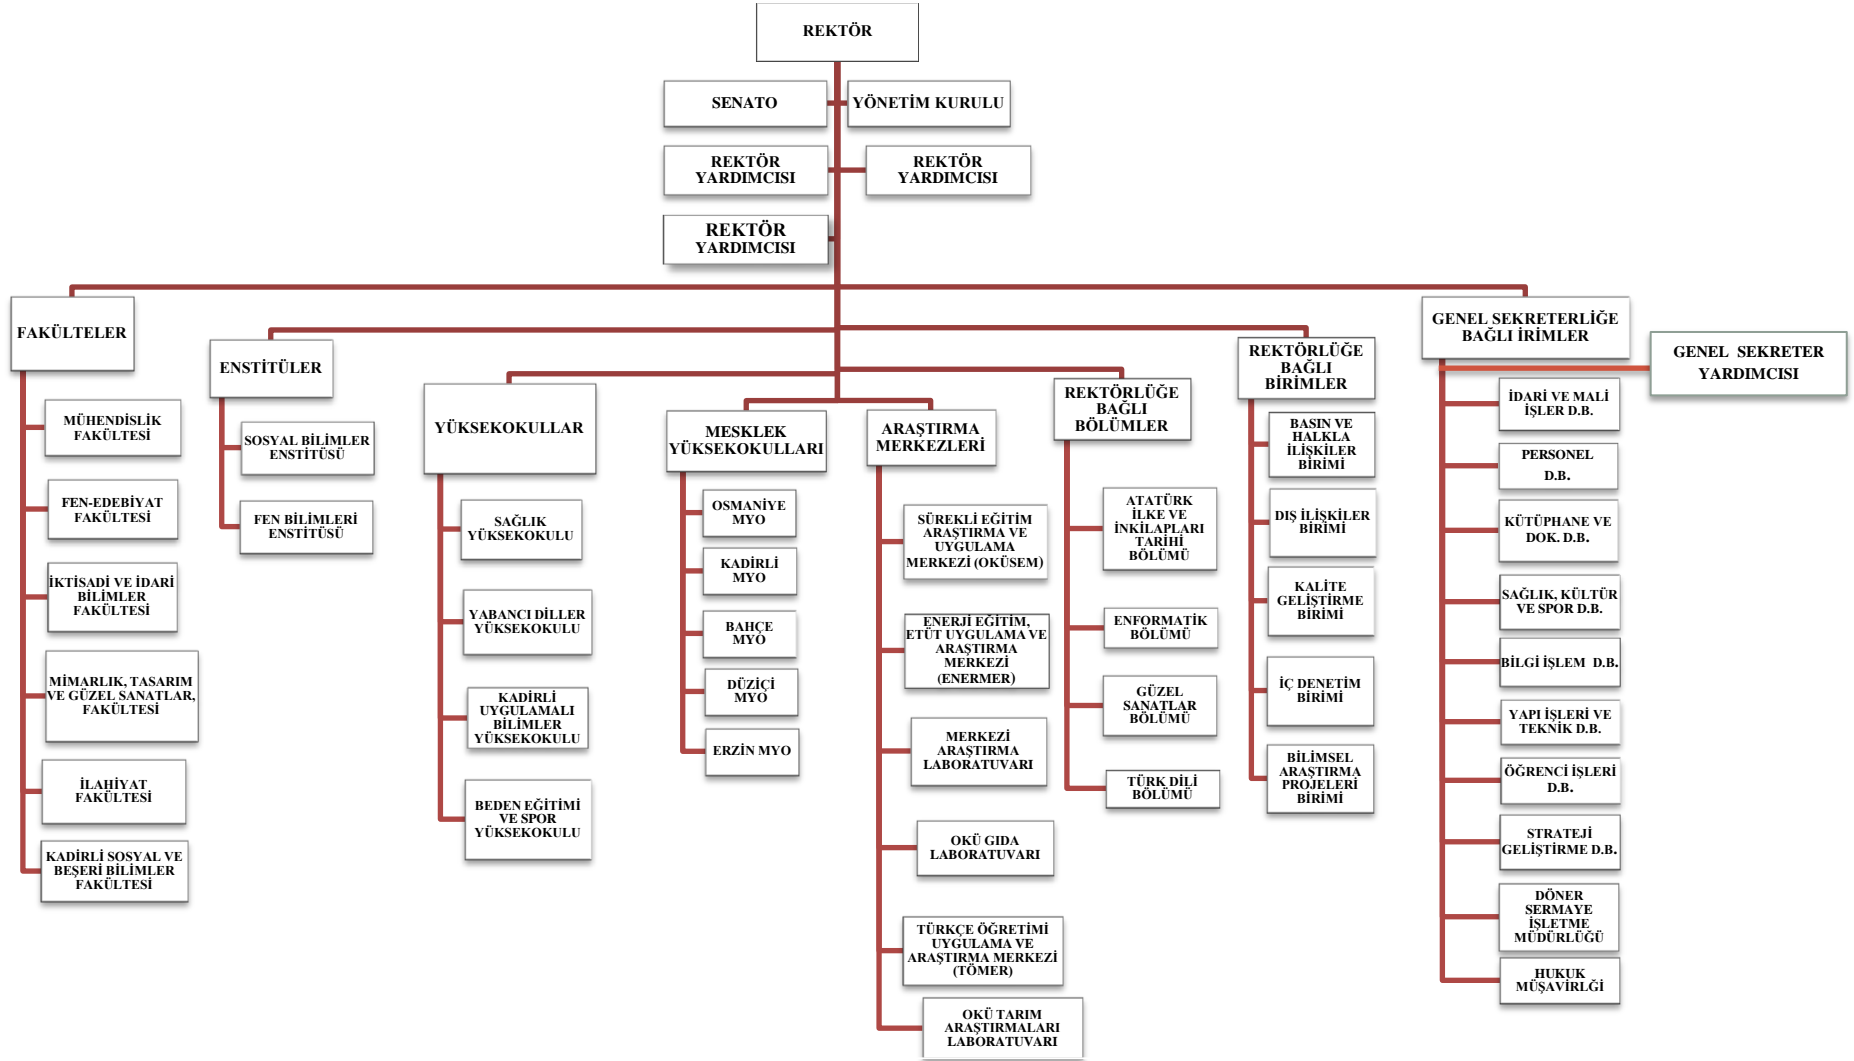 REKTÖR
SENATO
YÖNETİM KURULU
REKTÖR
YARDIMCISI
REKTÖR
YARDIMCISI
REKTÖR
YARDIMCISI
FAKÜLTELER
MÜHENDİSLİK
FAKÜLTESİ
FEN-EDEBİYAT
FAKÜLTESİ
İKTİSADİ VE İDARİ
BİLİMLER
FAKÜLTESİ
MİMARLIK, TASARIM
VE GÜZEL SANATLAR,
FAKÜLTESİ
İLAHİYAT
FAKÜLTESİ
KADİRLİ SOSYAL VE
BEŞERİ BİLİMLER
FAKÜLTESİ
ENSTİTÜLER
SOSYAL BİLİMLER
ENSTİTÜSÜ
FEN BİLİMLERİ
ENSTİTÜSÜ
YÜKSEKOKULLAR
SAĞLIK
YÜKSEKOKULU
YABANCI DİLLER
YÜKSEKOKULU
KADİRLİ
UYGULAMALI
BİLİMLER
YÜKSEKOKULU
BEDEN EĞİTİMİ
VE SPOR
YÜKSEKOKULU
MESKLEK
YÜKSEKOKULLARI
OSMANİYE
MYO
KADİRLİ
MYO
BAHÇE
MYO
DÜZİÇİ
MYO
ERZİN MYO
ARAŞTIRMA
MERKEZLERİ
SÜREKLİ EĞİTİM
ARAŞTIRMA VE
UYGULAMA
MERKEZİ (OKÜSEM)
ENERJİ EĞİTİM,
ETÜT UYGULAMA VE
ARAŞTIRMA
MERKEZİ
(ENERMER)
MERKEZİ
ARAŞTIRMA
LABORATUVARI
OKÜ GIDA
LABORATUVARI
TÜRKÇE ÖĞRETİMİ
UYGULAMA VE
ARAŞTIRMA MERKEZİ
(TÖMER)
OKÜ TARIM
ARAŞTIRMALARI
LABORATUVARI
REKTÖRLÜĞE
BAĞLI
BÖLÜMLER
ATATÜRK
İLKE VE
İNKİLAPLARI
TARİHİ
BÖLÜMÜ
ENFORMATİK
BÖLÜMÜ
GÜZEL
SANATLAR
BÖLÜMÜ
TÜRK DİLİ
BÖLÜMÜ
REKTÖRLÜĞE
BAĞLI
BİRİMLER
BASIN VE
HALKLA
İLİŞKİLER
BİRİMİ
DIŞ İLİŞKİLER
BİRİMİ
KALİTE
GELİŞTİRME
BİRİMİ
İÇ DENETİM
BİRİMİ
BİLİMSEL
ARAŞTIRMA
PROJELERİ
BİRİMİ
GENEL SEKRETERLİĞE
BAĞLI İRİMLER
GENEL SEKRETER
YARDIMCISI
İDARİ VE MALİ
İŞLER D.B.
PERSONEL
D.B.
KÜTÜPHANE VE
DOK. D.B.
SAĞLIK, KÜLTÜR
VE SPOR D.B.
BİLGİ İŞLEM D.B.
YAPI İŞLERİ VE
TEKNİK D.B.
ÖĞRENCİ İŞLERİ
D.B.
STRATEJİ
GELİŞTİRME D.B.
DÖNER
SERMAYE
İŞLETME
MÜDÜRLÜĞÜ
HUKUK
MÜŞAVİRLĞİ